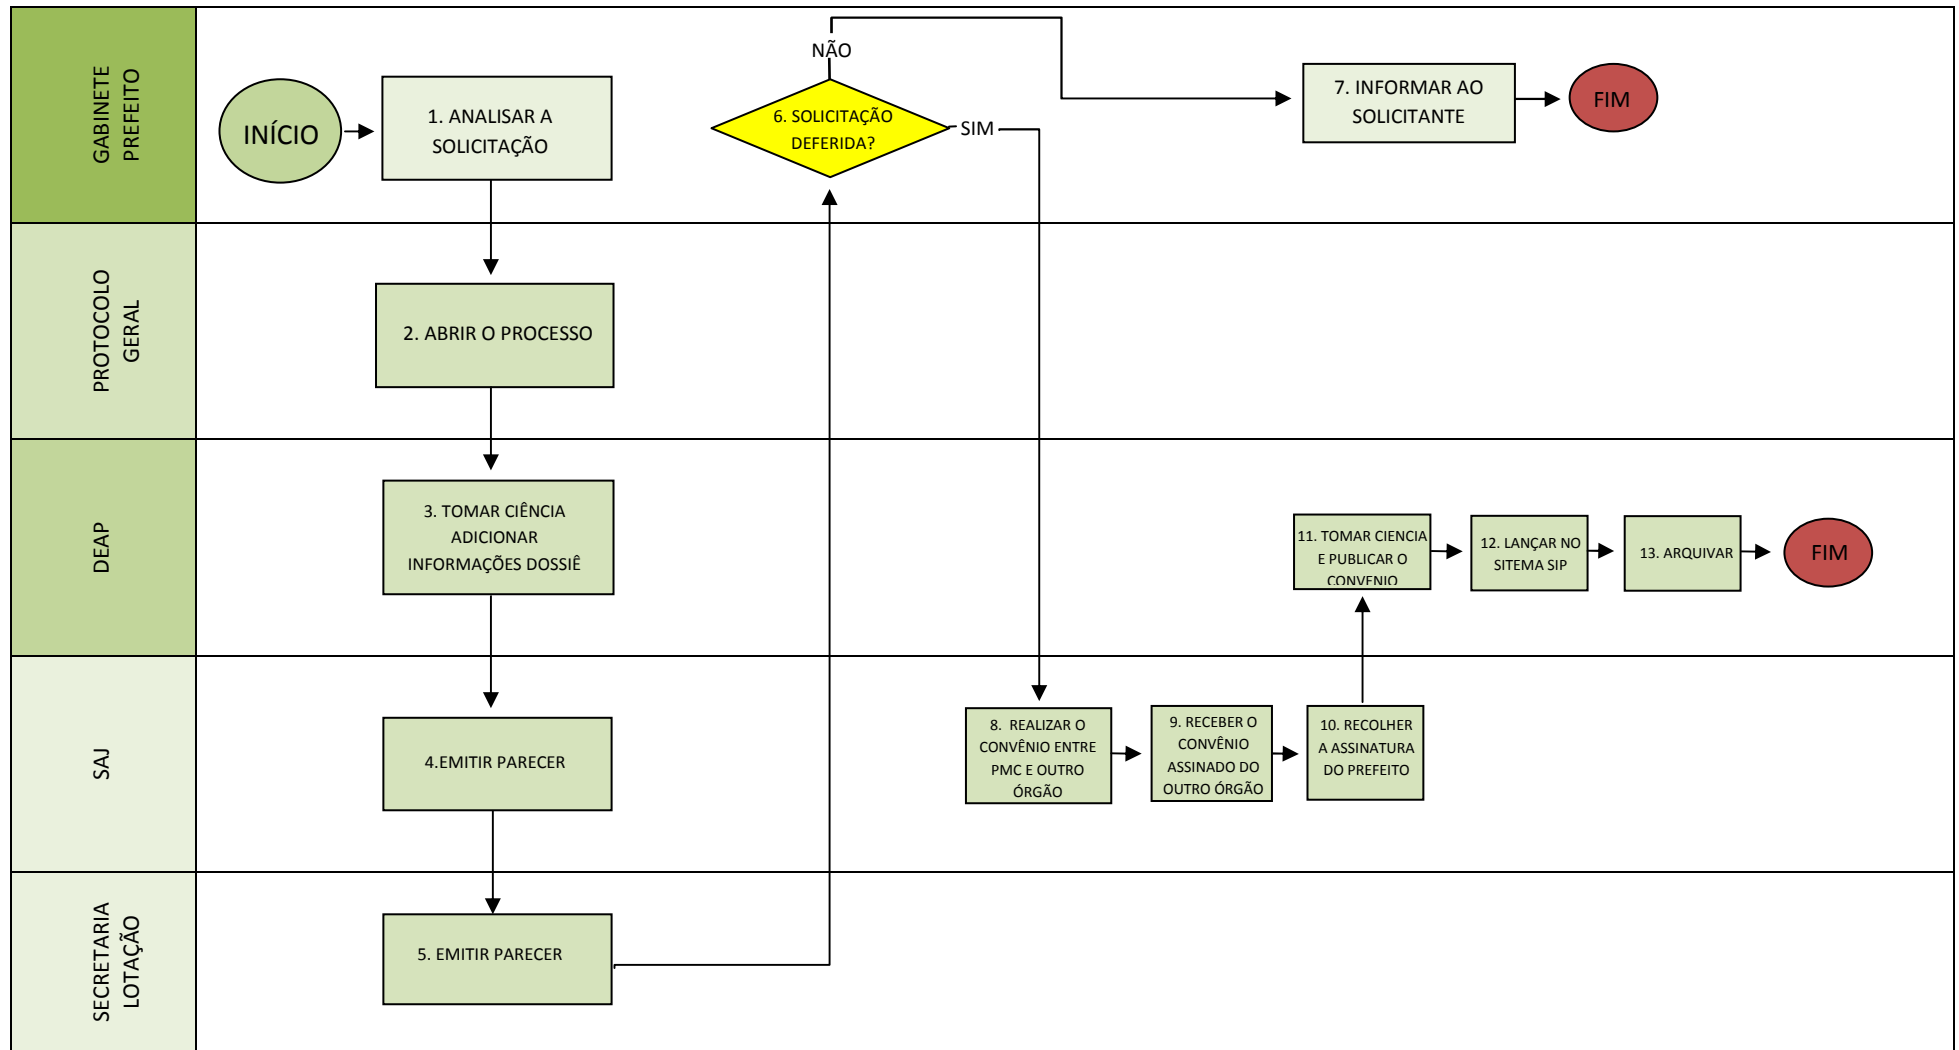 GABINETE
PREFEITO
INÍCIO
1. ANALISAR A
SOLICITAÇÃO
NÃO
6. SOLICITAÇÃO
DEFERIDA?
SIM
7. INFORMAR AO
SOLICITANTE
FIM
PROTOCOLO
GERAL
2. ABRIR O PROCESSO
DEAP
3. TOMAR CIÊNCIA
ADICIONAR
INFORMAÇÕES DOSSIÊ
11. TOMAR CIENCIA
E PUBLICAR O
CONVENIO
12. LANÇAR NO
SITEMA SIP
13. ARQUIVAR
FIM
SAJ
4.EMITIR PARECER
8. REALIZAR O
CONVÊNIO ENTRE
PMC E OUTRO
ÓRGÃO
9. RECEBER O
CONVÊNIO
ASSINADO DO
OUTRO ÓRGÃO
10. RECOLHER
A ASSINATURA
DO PREFEITO
SECRETARIA
LOTAÇÃO
5. EMITIR PARECER